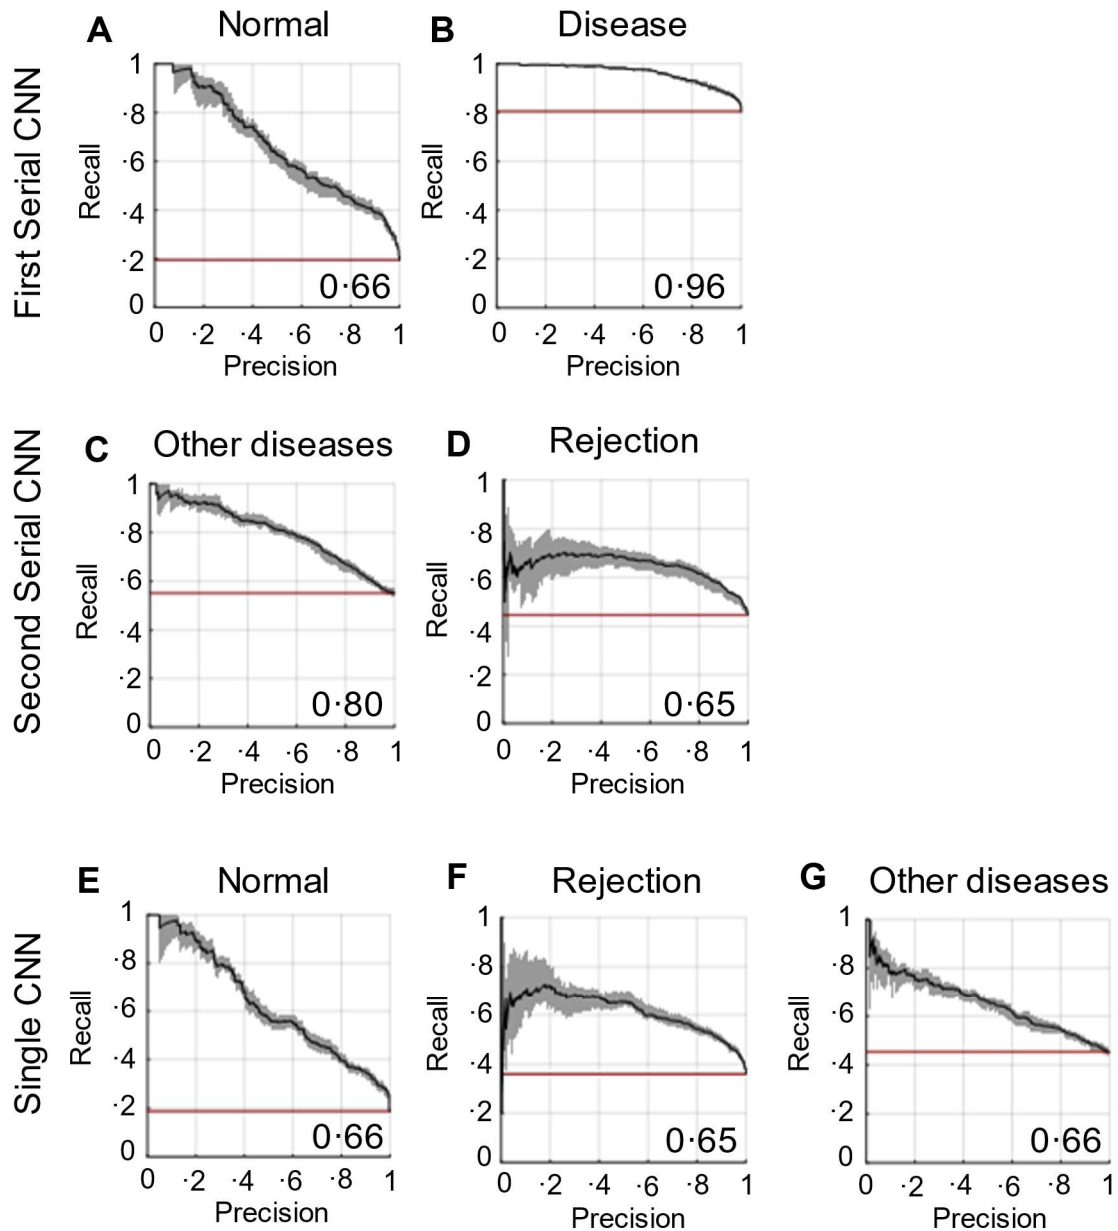 First Serial CNN
A Normal
1
·8
·6
·4
·2
0
Recall
0·66
0 ·2 ·4 ·6 ·8 1
Precision
B Disease
1
·8
·6
·4
·2
0
Recall
0·96
0 ·2 ·4 ·6 ·8 1
Precision
Second Serial CNN
C Other diseases
1
·8
·6
·4
·2
0
Recall
0·80
0 ·2 ·4 ·6 ·8 1
Precision
D Rejection
1
·8
·6
·4
·2
0
Recall
0·65
0 ·2 ·4 ·6 ·8 1
Precision
Single CNN
E Normal
1
·8
·6
·4
·2
0
Recall
0·66
0 ·2 ·4 ·6 ·8 1
Precision
F Rejection
1
·8
·6
·4
·2
0
Recall
0·65
0 ·2 ·4 ·6 ·8 1
Precision
G Other diseases
1
·8
·6
·4
·2
0
Recall
0·66
0 ·2 ·4 ·6 ·8 1
Precision